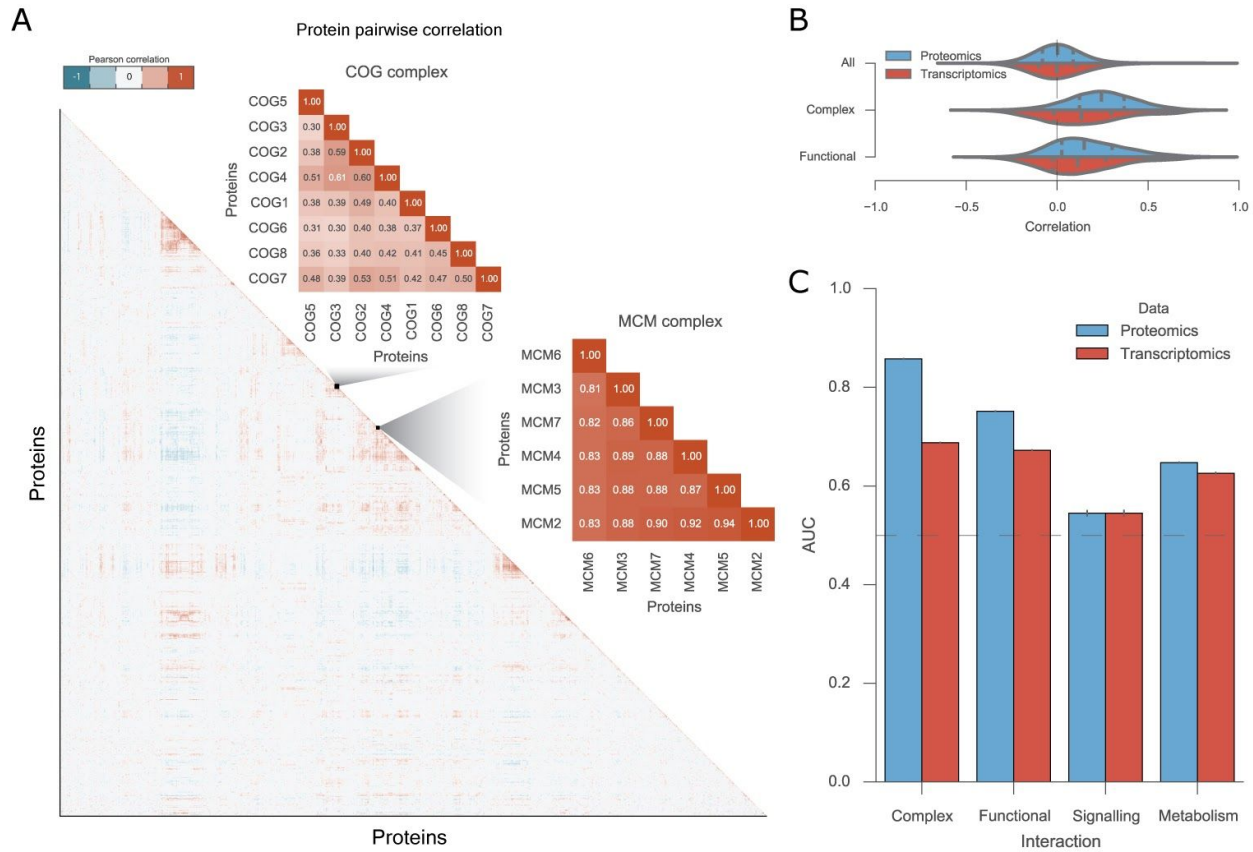 A
Protein pairwise correlation
Pearson correlation
-1 0 1
COG complex
COG5 1.00
COG3 0.30 1.00
COG2 0.38 0.59 1.00
COG4 0.51 0.61 0.60 1.00
COG1 0.38 0.39 0.49 0.40 1.00
COG6 0.31 0.30 0.40 0.38 0.37 1.00
COG8 0.36 0.33 0.40 0.42 0.41 0.45 1.00
COG7 0.48 0.39 0.53 0.51 0.42 0.47 0.50 1.00
Proteins
COG5 COG3 COG2 COG4 COG1 COG6 COG8 COG7
Proteins
MCM complex
MCM6 1.00
MCM3 0.81 1.00
MCM7 0.82 0.86 1.00
MCM4 0.83 0.89 0.88 1.00
MCM5 0.83 0.88 0.88 0.87 1.00
MCM2 0.83 0.88 0.90 0.92 0.94 1.00
Proteins
MCM6 MCM3 MCM7 MCM4 MCM5 MCM2
Proteins
Proteins
Proteins
B
Proteomics
Transcriptomics
All
Complex
Functional
−1.0 −0.5 0.0 0.5 1.0
Correlation
C
Data
Proteomics
Transcriptomics
1.0
0.8
0.6
0.4
0.2
0.0
AUC
Complex Functional Signalling Metabolism
Interaction